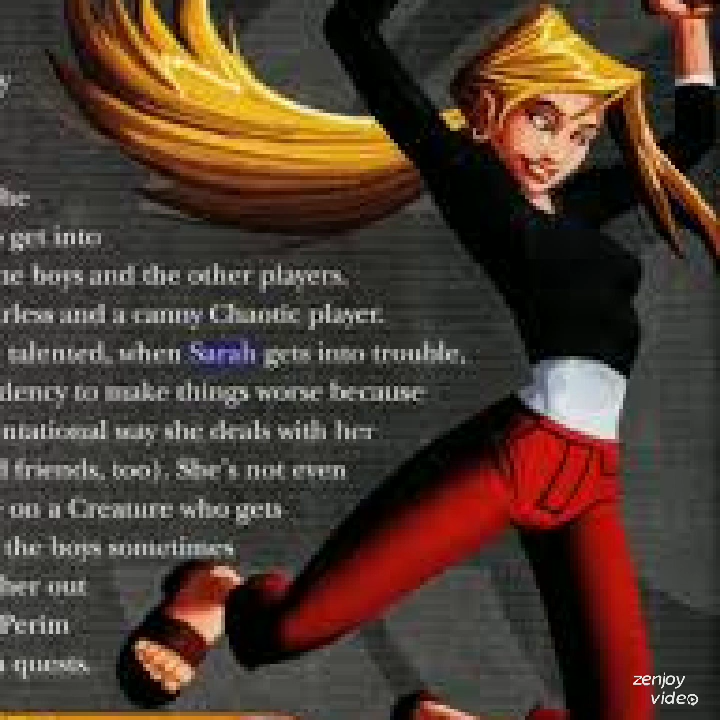 y
he
get into
he boys and the other players.
rless and a canny Chaotic player.
talented, when Sarah gets into trouble,
dency to make things worse because
ntational way she deals with her
friends, too). She's not even
on a Creature who gets
the boys sometimes
her out
Perim
quests.
zenjoy
video